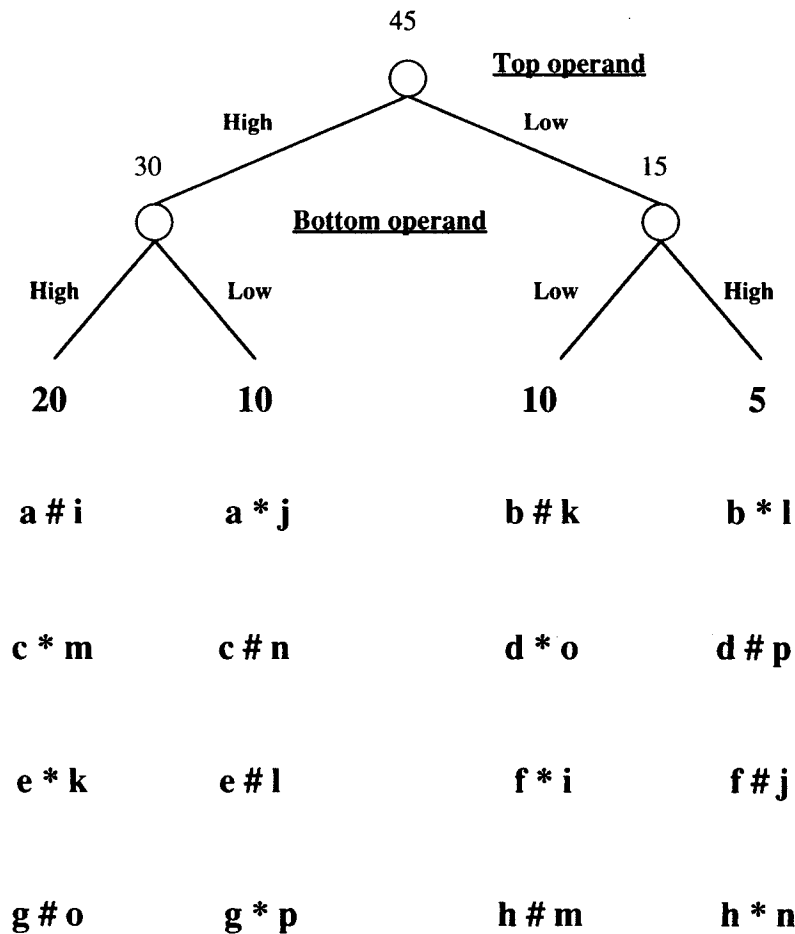 45
Top operand
High Low
30 15
Bottom operand
High Low Low High
20 10 10 5
a # i a * j b # k b * l
c * m c # n d * o d # p
e * k e # l f * i f # j
g # o g * p h # m h * n